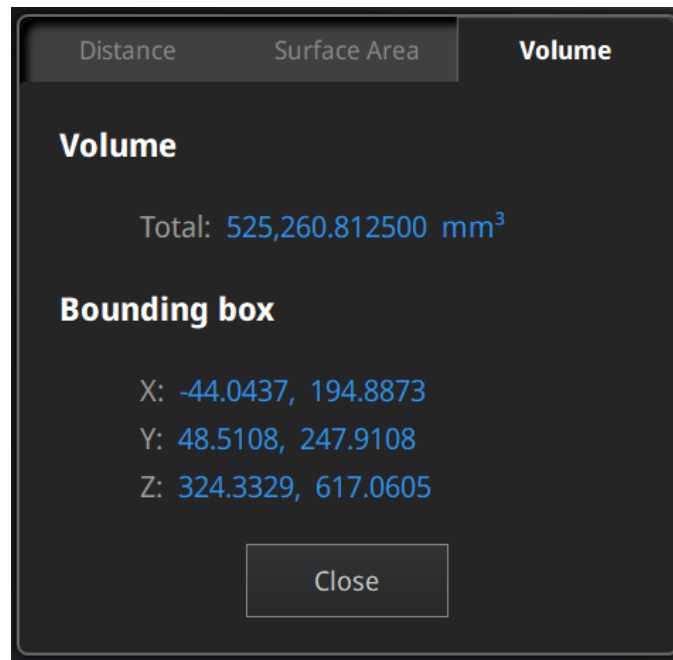 Distance Surface Area Volume
Volume
Total: 525,260.812500 mm³
Bounding box
X: -44.0437, 194.8873
Y: 48.5108, 247.9108
Z: 324.3329, 617.0605
Close